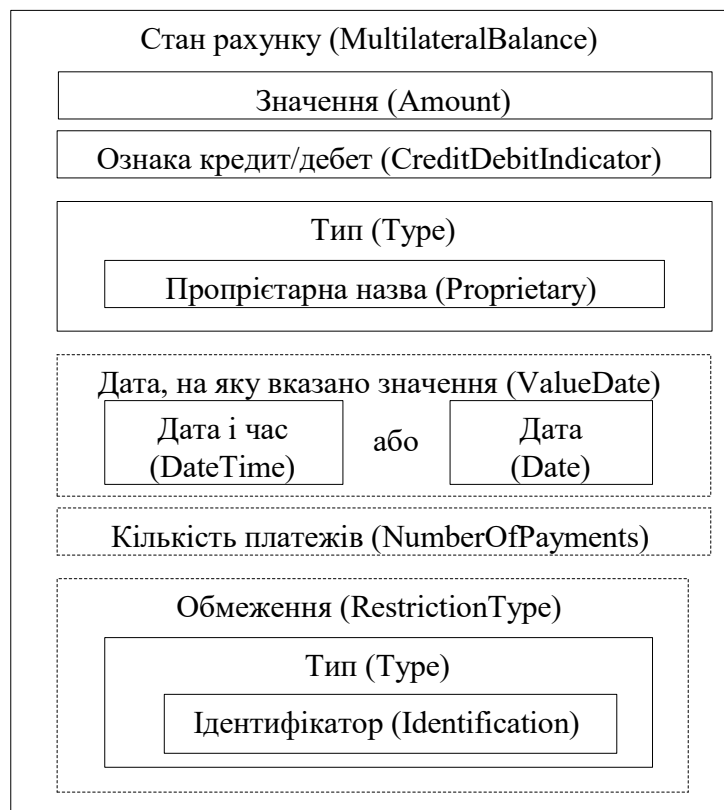 Стан рахунку (MultilateralBalance)
Значення (Amount)
Ознака кредит/дебет (CreditDebitIndicator)
Тип (Type)
Пропрієтарна назва (Proprietary)
Дата, на яку вказано значення (ValueDate)
Дата і час
(DateTime)
або
Дата
(Date)
Кількість платежів (NumberOfPayments)
Обмеження (RestrictionType)
Тип (Type)
Ідентифікатор (Identification)